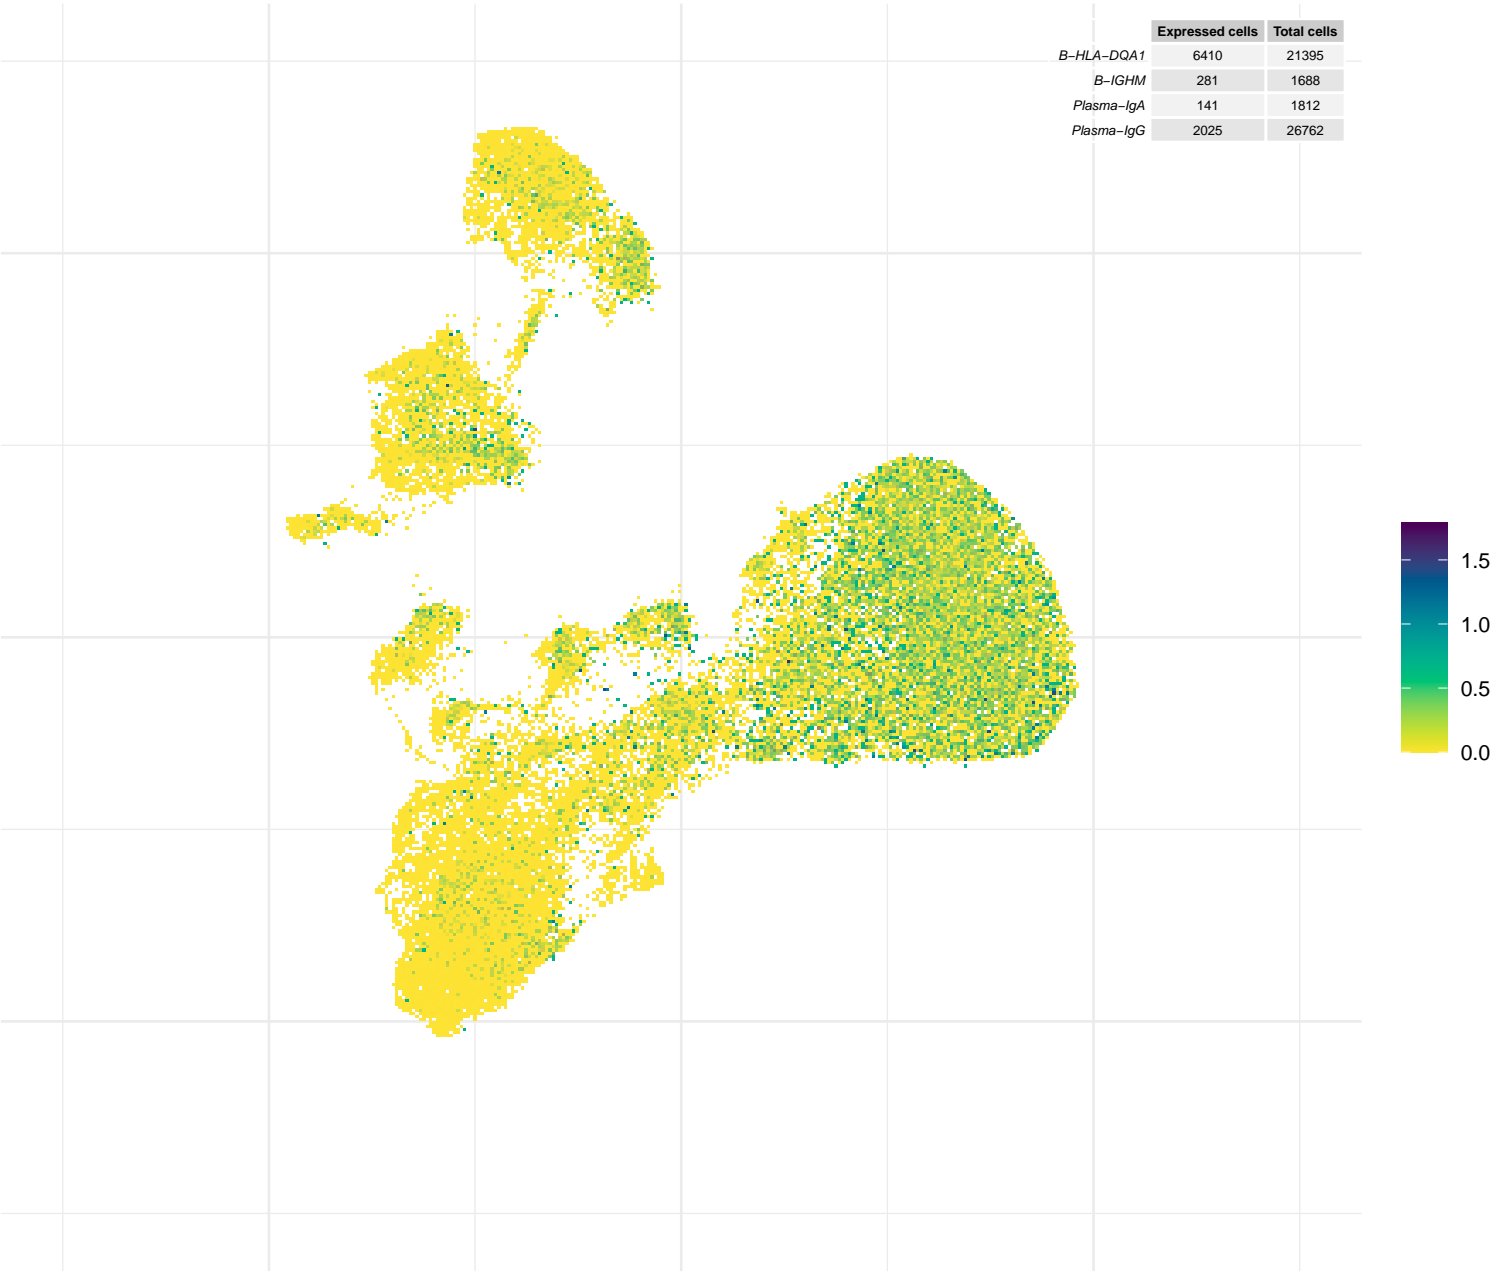 Expressed cells Total cells
B−HLA−DQA1 6410 21395
B−IGHM 281 1688
Plasma−IgA 141 1812
Plasma−IgG 2025 26762
1.5
1.0
0.5
0.0